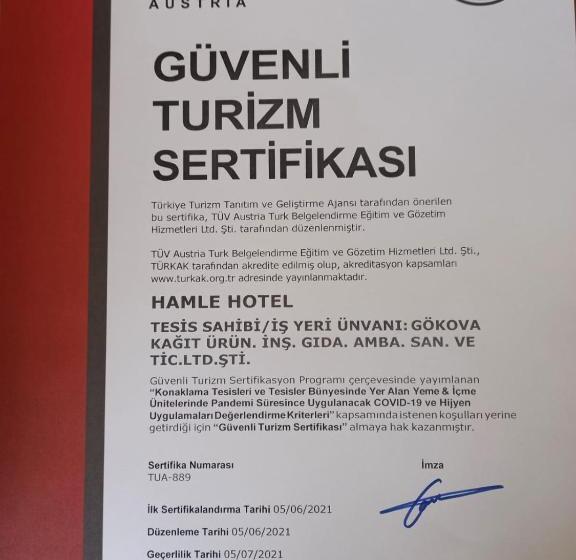 AUSTRIA
GÜVENLİ
TURİZM
SERTİFİKASI
Türkiye Turizm Tanıtım ve Geliştirme Ajansı tarafından önerilen
bu sertifika, TÜV Austria Turk Belgelendirme Eğitim ve Gözetim
Hizmetleri Ltd. Şti. tarafından düzenlenmiştir.
TÜV Austria Turk Belgelendirme Eğitim ve Gözetim Hizmetleri Ltd. Şti.,
TÜRKAK tarafından akredite edilmiş olup, akreditasyon kapsamları
www.turkak.org.tr adresinde yayınlanmaktadır.
HAMLE HOTEL
TESİS SAHİBİ/İŞ YERİ ÜNVANI: GÖKOVA
KAĞIT ÜRÜN. İNŞ. GIDA. AMBA. SAN. VE
TİC.LTD.ŞTİ.
Güvenli Turizm Sertifikasyon Programı çerçevesinde yayımlanan
"Konaklama Tesisleri ve Tesisler Bünyesinde Yer Alan Yeme & İçme
Ünitelerinde Pandemi Süresince Uygulanacak COVID-19 ve Hijyen
Uygulamaları Değerlendirme Kriterleri" kapsamında istenen koşulları yerine
getirdiği için "Güvenli Turizm Sertifikası" almaya hak kazanmıştır.
Sertifika Numarası İmza
TUA-889
İlk Sertifikalandırma Tarihi 05/06/2021
Düzenleme Tarihi 05/06/2021
Geçerlilik Tarihi 05/07/2021